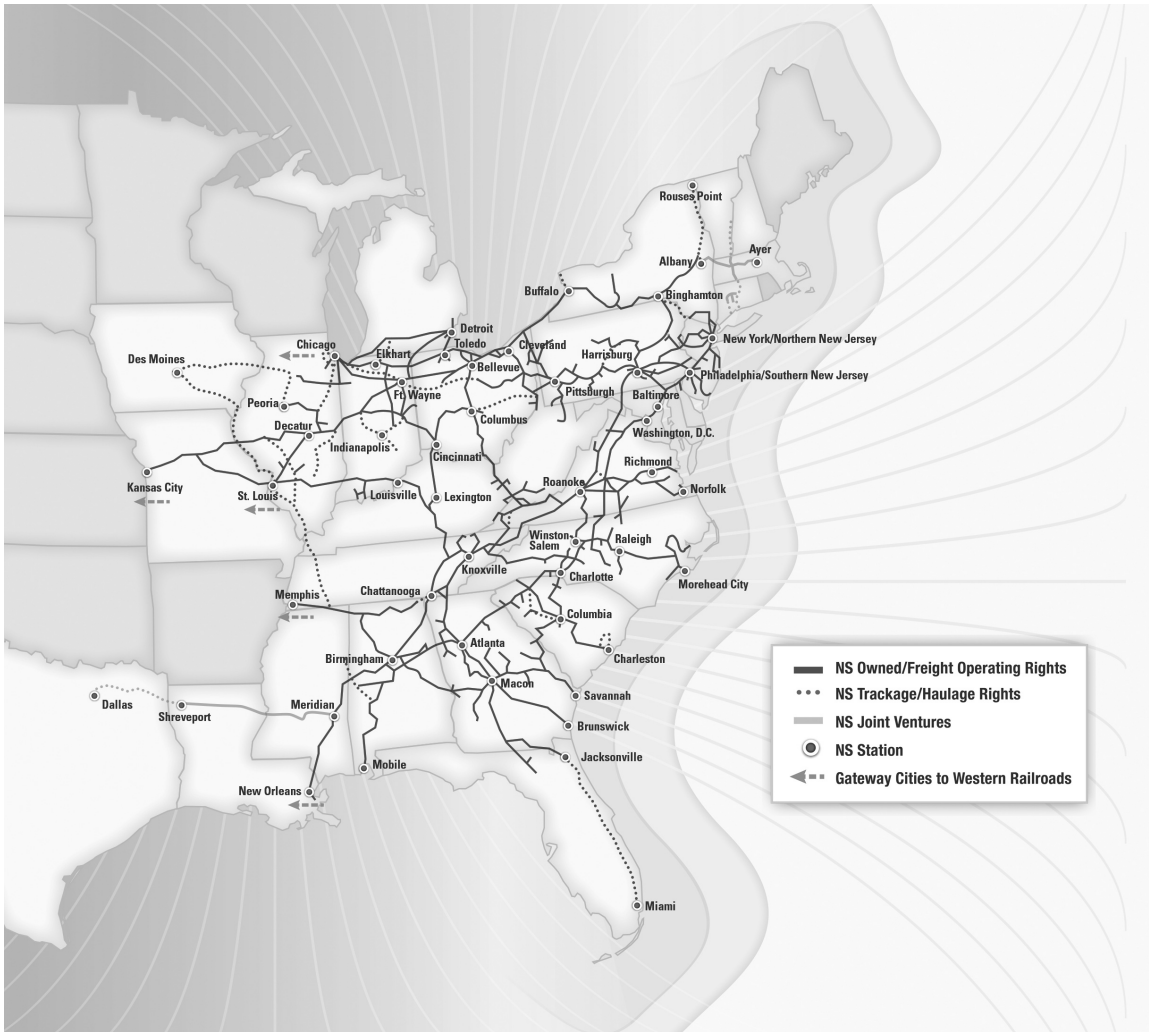 Rouses Point
Albany
Ayer
Buffalo
Binghamton
Detroit
Toledo
Cleveland
New York/Northern New Jersey
Chicago
Elkhart
Harrisburg
Des Moines
Bellevue
Philadelphia/Southern New Jersey
Ft. Wayne
Pittsburgh
Baltimore
Peoria
Columbus
Decatur
Washington, D.C.
Indianapolis
Cincinnati
Richmond
Kansas City
St. Louis
Louisville
Lexington
Roanoke
Norfolk
Winston
Salem
Raleigh
Knoxville
Charlotte
Morehead City
Memphis
Chattanooga
Columbia
Atlanta
Birmingham
Charleston
Macon
Savannah
Dallas
Shreveport
Meridian
Brunswick
Jacksonville
Mobile
New Orleans
Miami
NS Owned/Freight Operating Rights
NS Trackage/Haulage Rights
NS Joint Ventures
NS Station
Gateway Cities to Western Railroads